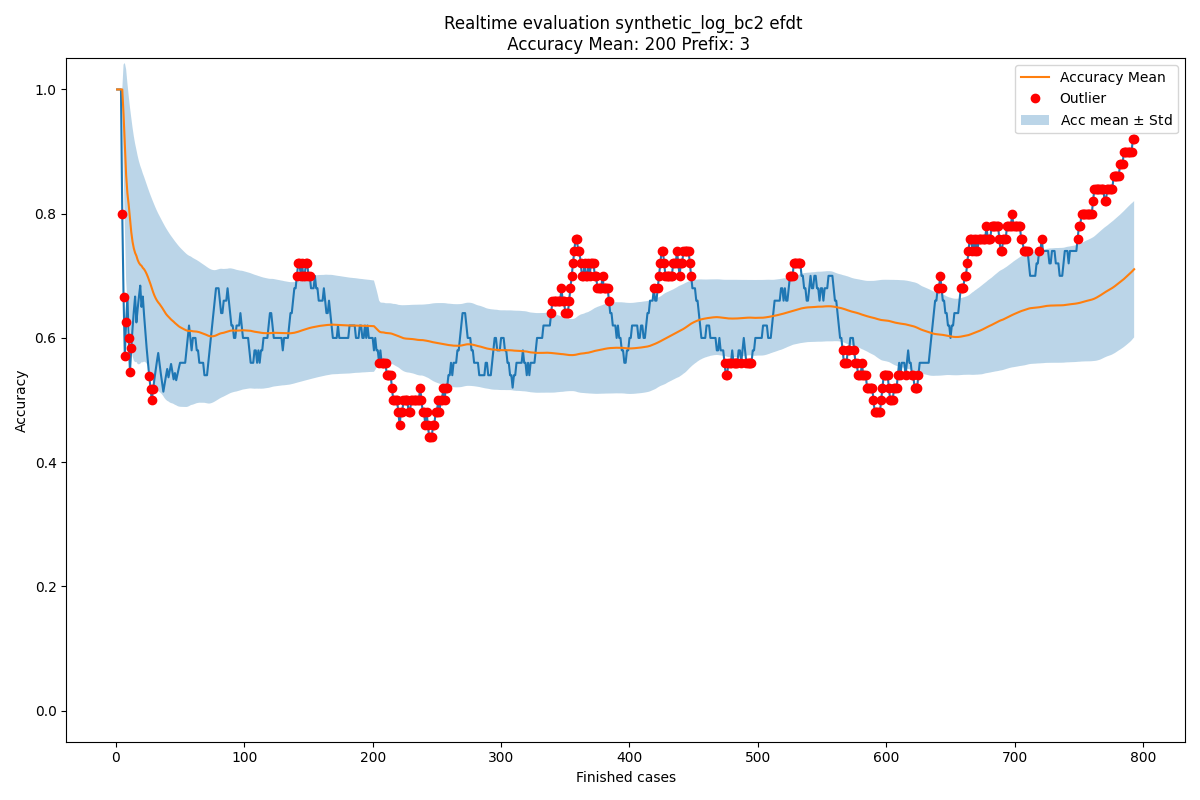 Realtime evaluation synthetic_log_bc2 efdt
Accuracy Mean: 200 Prefix: 3
Accuracy Mean
Outlier
Acc mean ± Std
1.0
0.8
0.6
0.4
0.2
0.0
Accuracy
0 100 200 300 400 500 600 700 800
Finished cases